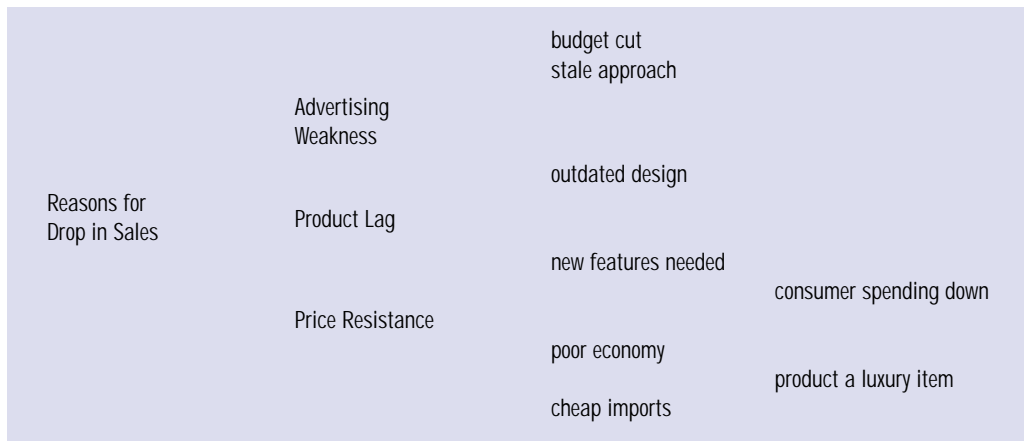 budget cut
stale approach
Advertising
Weakness
outdated design
Reasons for
Drop in Sales
Product Lag
new features needed
consumer spending down
Price Resistance
poor economy
product a luxury item
cheap imports